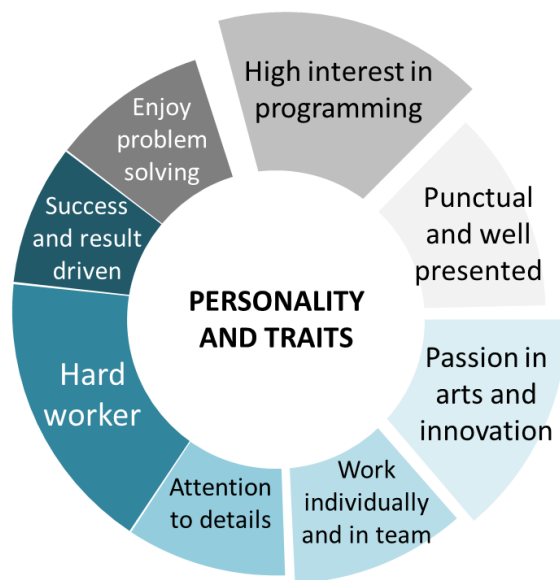 High interest in
programming
Punctual
and well
presented
Passion in
arts and
innovation
Work
individually
and in team
Attention
to details
Hard
worker
Success
and result
driven
Enjoy
problem
solving
PERSONALITY
AND TRAITS